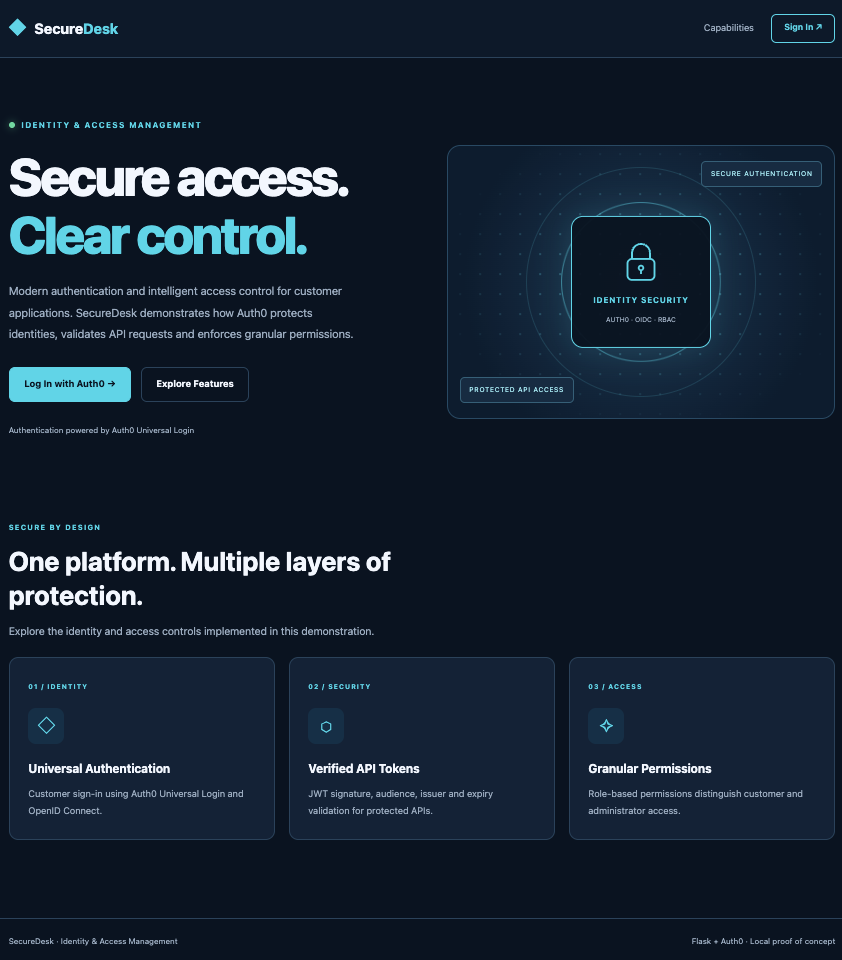 SecureDesk
Capabilities
Sign In ↗
IDENTITY & ACCESS MANAGEMENT
Secure access.
Clear control.
Modern authentication and intelligent access control for customer
applications. SecureDesk demonstrates how Auth0 protects
identities, validates API requests and enforces granular permissions.
Log In with Auth0 →
Explore Features
Authentication powered by Auth0 Universal Login
SECURE AUTHENTICATION
IDENTITY SECURITY
AUTH0 · OIDC · RBAC
PROTECTED API ACCESS
SECURE BY DESIGN
One platform. Multiple layers of
protection.
Explore the identity and access controls implemented in this demonstration.
01 / IDENTITY
Universal Authentication
Customer sign-in using Auth0 Universal Login and
OpenID Connect.
02 / SECURITY
Verified API Tokens
JWT signature, audience, issuer and expiry
validation for protected APIs.
03 / ACCESS
Granular Permissions
Role-based permissions distinguish customer and
administrator access.
SecureDesk · Identity & Access Management
Flask + Auth0 · Local proof of concept